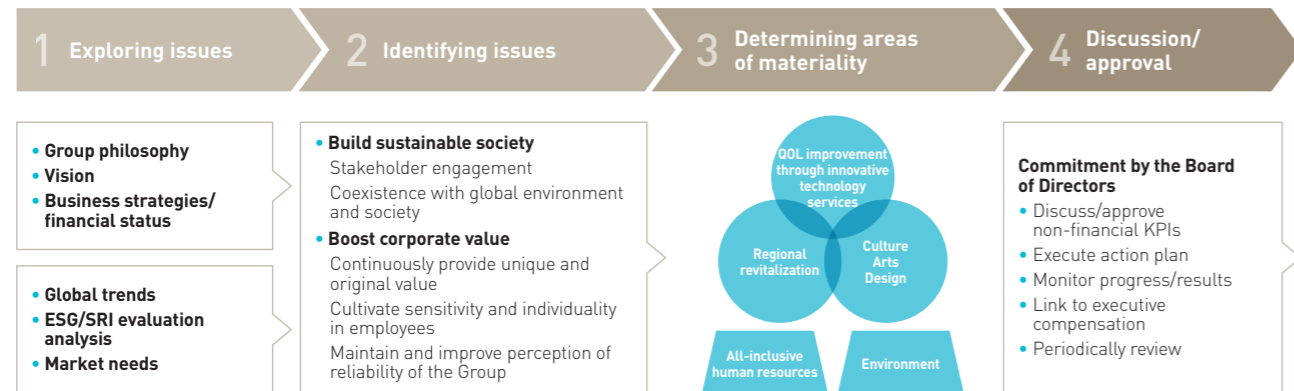 1 Exploring issues
2 Identifying issues
3 Determining areas
of materiality
4 Discussion/
approval
• Group philosophy
• Vision
• Business strategies/
financial status
• Global trends
• ESG/SRI evaluation
analysis
• Market needs
• Build sustainable society
Stakeholder engagement
Coexistence with global environment
and society
• Boost corporate value
Continuously provide unique and
original value
Cultivate sensitivity and individuality
in employees
Maintain and improve perception of
reliability of the Group
QOL improvement
through innovative
technology
services
Regional
revitalization
Culture
Arts
Design
All-inclusive
human resources
Environment
Commitment by the Board
of Directors
• Discuss/approve
non-financial KPIs
• Execute action plan
• Monitor progress/results
• Link to executive
compensation
• Periodically review